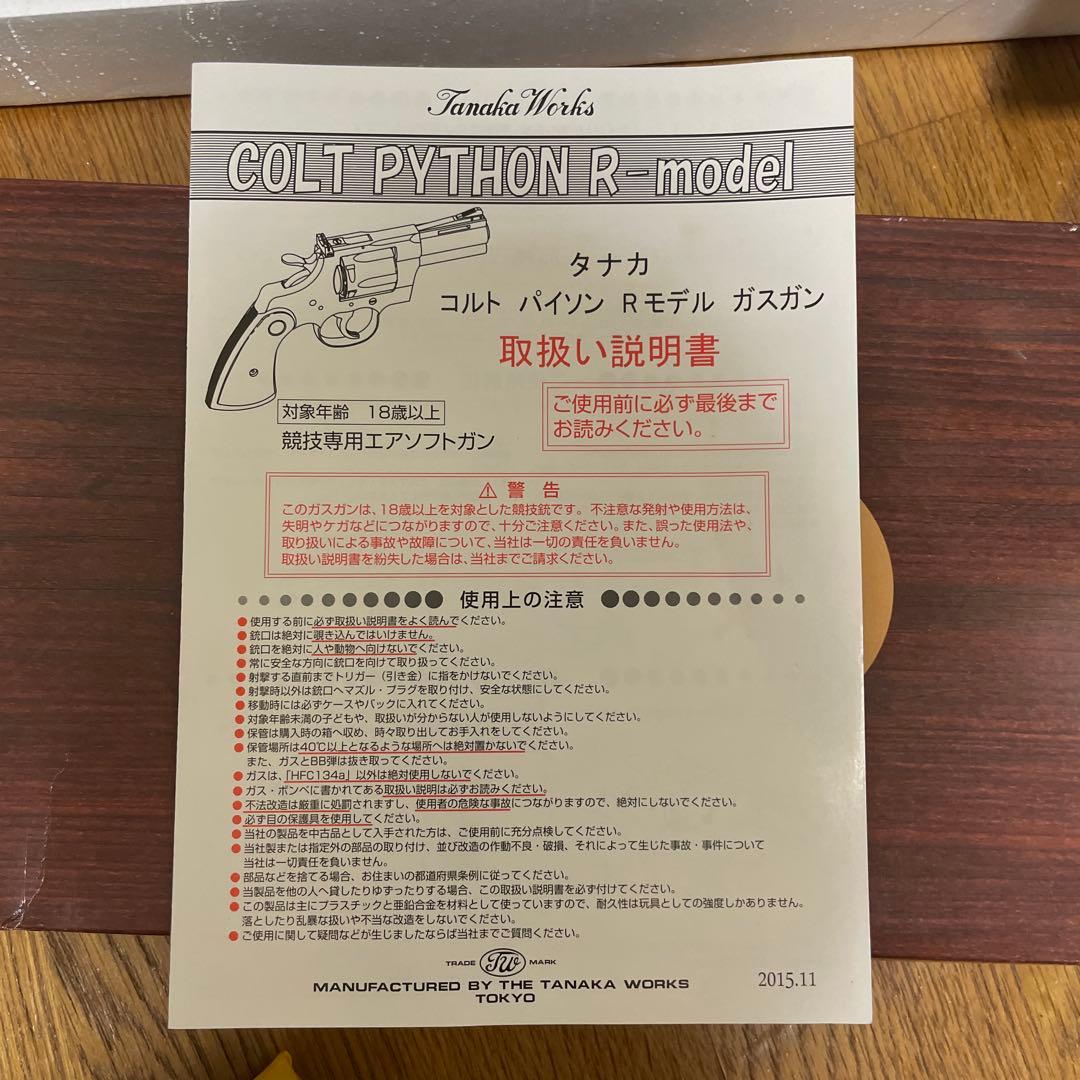 Tanaka Works
COLT PYTHON R-model
タナカ
コルト パイソン Rモデル ガスガン
取扱い説明書
対象年齢 18歳以上
競技専用エアソフトガン
ご使用前に必ず最後まで
お読みください。
⚠ 警告
このガスガンは、18歳以上を対象とした競技銃です。不注意な発射や使用方法は、
失明やケガなどにつながりますので、十分ご注意ください。また、誤った使用法や、
取り扱いによる事故や故障について、当社は一切の責任を負いません。
取扱い説明書を紛失した場合は、当社までご請求ください。
使用上の注意
● 使用する前に必ず取扱い説明書をよく読んでください。
● 銃口は絶対に覗き込んではいけません。
● 銃口を絶対に人や動物へ向けないでください。
● 常に安全な方向に銃口を向けて取り扱ってください。
● 射撃する直前までトリガー（引き金）に指をかけないでください。
● 射撃時以外は銃口へマズル・プラグを取り付け、安全な状態にしてください。
● 移動時には必ずケースやバックに入れてください。
● 対象年齢未満の子どもや、取扱いが分からない人が使用しないようにしてください。
● 保管は購入時の箱へ収め、時々取り出してお手入れをしてください。
● 保管場所は40℃以上となるような場所へは絶対置かないでください。
また、ガスとBB弾は抜き取ってください。
● ガスは、「HFC134a」以外は絶対使用しないでください。
● ガス・ボンベに書かれてある取扱い説明は必ずお読みください。
● 不法改造は厳重に処罰されますし、使用者の危険な事故につながりますので、絶対にしないでください。
● 必ず目の保護具を使用してください。
● 当社の製品を中古品として入手された方は、ご使用前に充分点検してください。
● 当社製または指定外の部品の取り付け、並び改造の作動不良・破損、それによって生じた事故・事件について
当社は一切責任を負いません。
● 部品などを捨てる場合、お住まいの都道府県条例に従ってください。
● 当製品を他の人へ貸したりゆずったりする場合、この取扱い説明書を必ず付けてください。
● この製品は主にプラスチックと亜鉛合金を材料として使っていますので、耐久性は玩具としての強度しかありません。
落としたり乱暴な扱いや不当な改造をしないでください。
● ご使用に関して疑問などが生じましたならば当社までご質問ください。
TRADE TW MARK
MANUFACTURED BY THE TANAKA WORKS
TOKYO
2015.11